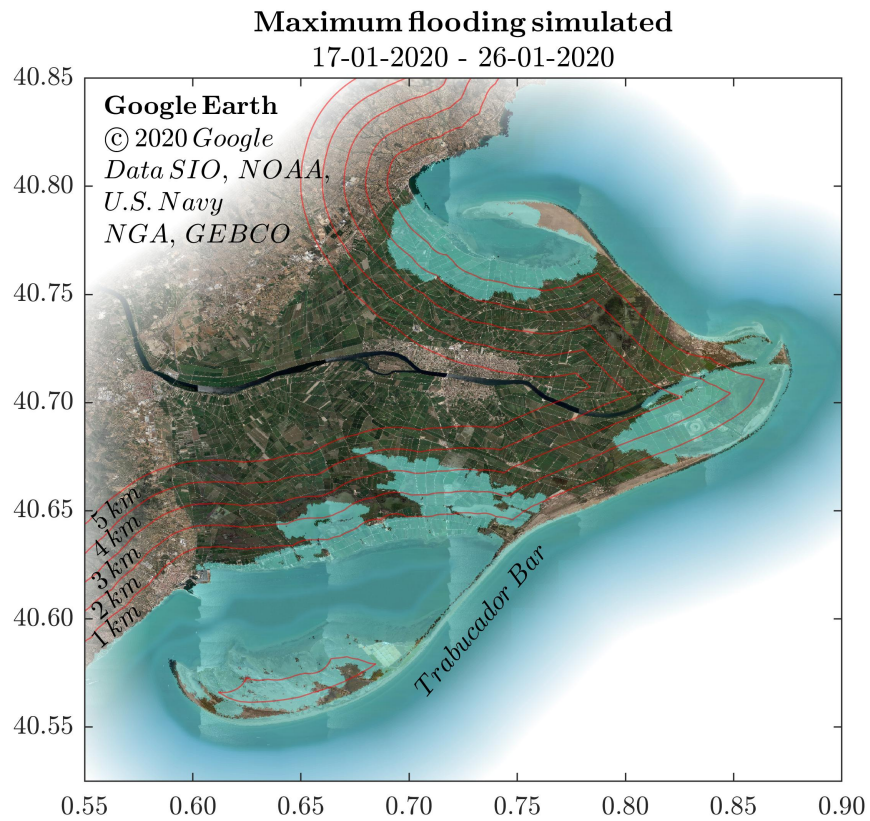 Maximum flooding simulated
17-01-2020 - 26-01-2020
40.85
Google Earth
© 2020 Google
Data SIO, NOAA,
U.S. Navy
NGA, GEBCO
40.80
40.75
40.70
40.65
5 km
4 km
3 km
2 km
1 km
40.60
Trabucador Bar
40.55
0.55 0.60 0.65 0.70 0.75 0.80 0.85 0.90